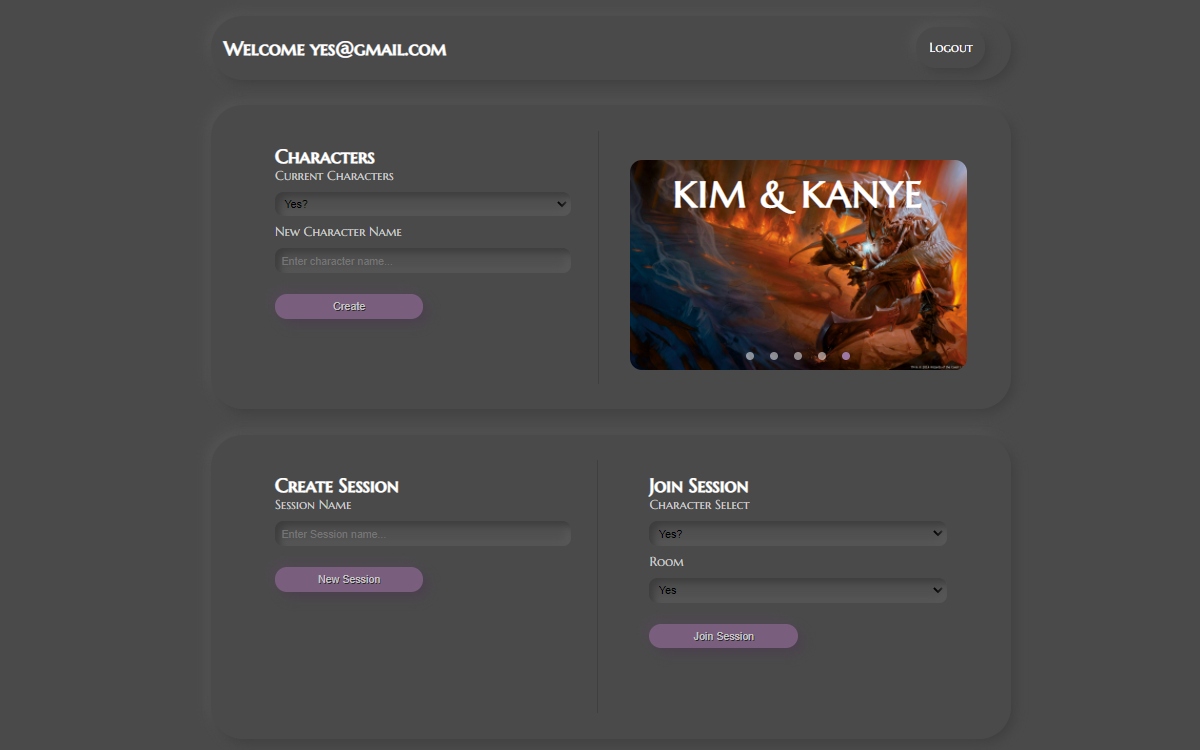 Welcome yes@gmail.com
Logout
Characters
Current Characters
Yes?
New Character Name
Enter character name...
Create
KIM & KANYE
Create Session
Session Name
Enter Session name...
New Session
Join Session
Character Select
Yes?
Room
Yes
Join Session